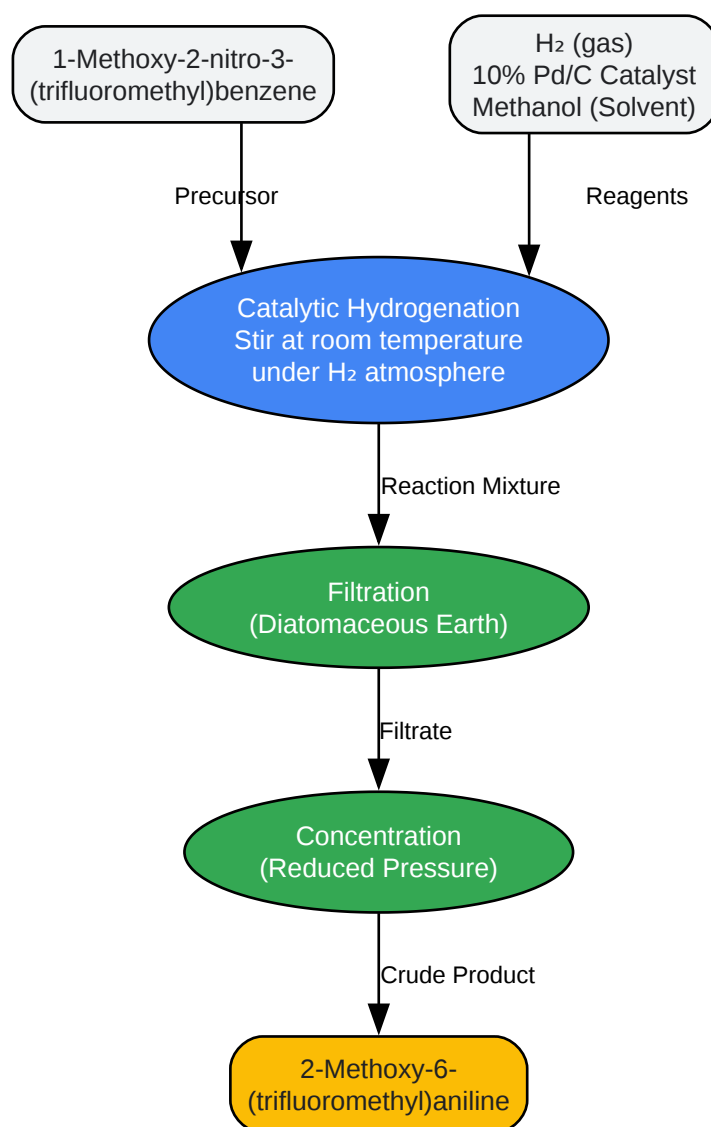 1-Methoxy-2-nitro-3-
(trifluoromethyl)benzene
H₂ (gas)
10% Pd/C Catalyst
Methanol (Solvent)
Precursor
Reagents
Catalytic Hydrogenation
Stir at room temperature
under H₂ atmosphere
Reaction Mixture
Filtration
(Diatomaceous Earth)
Filtrate
Concentration
(Reduced Pressure)
Crude Product
2-Methoxy-6-
(trifluoromethyl)aniline